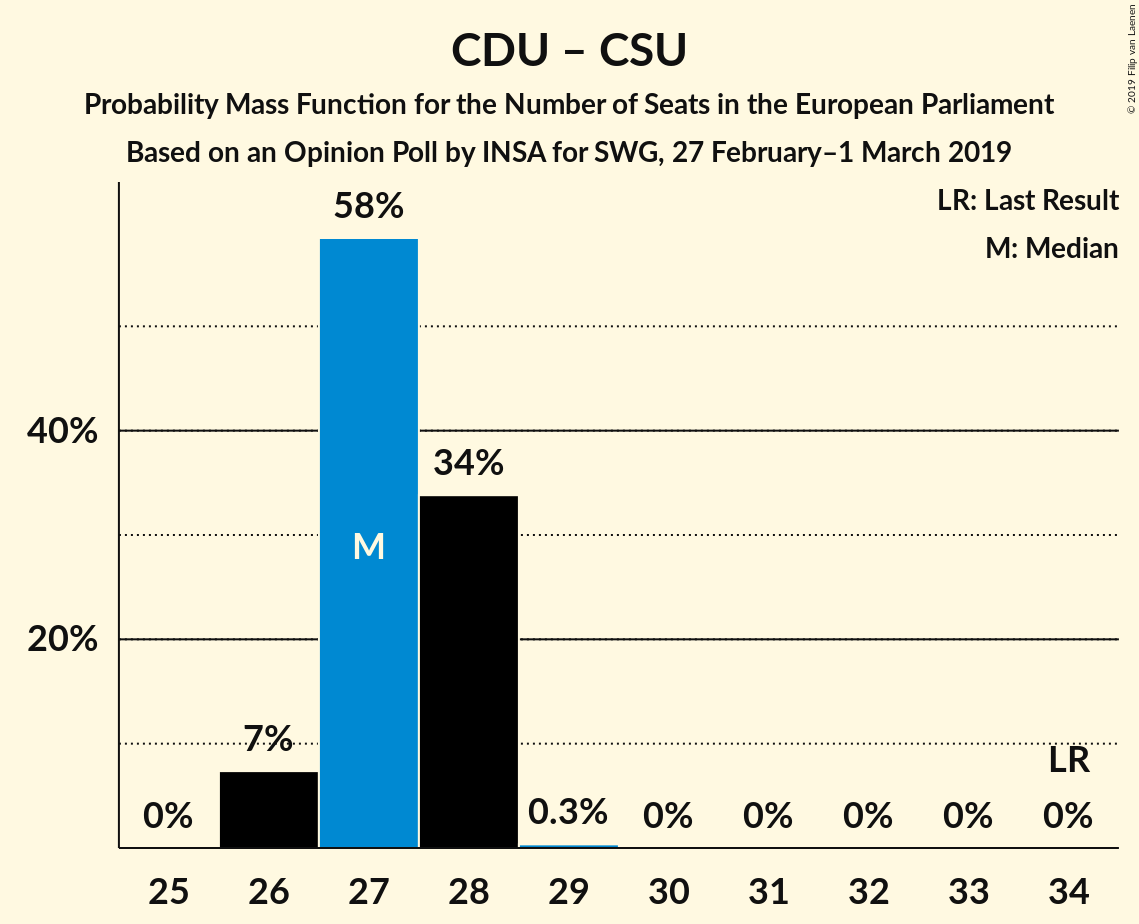 CDU – CSU
Probability Mass Function for the Number of Seats in the European Parliament
Based on an Opinion Poll by INSA for SWG, 27 February–1 March 2019
© 2019 Filip van Laenen
LR: Last Result
M: Median
58%
40%
34%
M
20%
7%
LR
0%
0.3%
0%
0%
0%
0%
0%
25 26 27 28 29 30 31 32 33 34